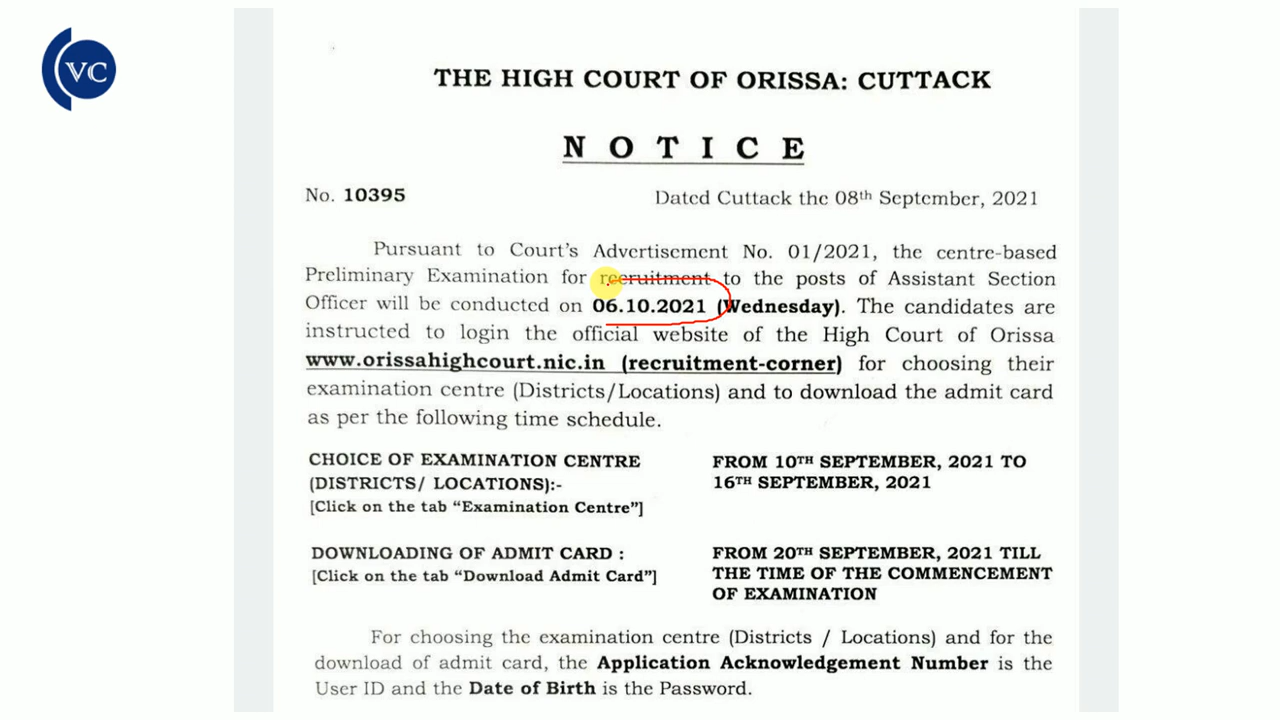 VC
THE HIGH COURT OF ORISSA: CUTTACK
N O T I C E
No. 10395 Dated Cuttack the 08th September, 2021
Pursuant to Court's Advertisement No. 01/2021, the centre-based
Preliminary Examination for recruitment to the posts of Assistant Section
Officer will be conducted on 06.10.2021 (Wednesday). The candidates are
instructed to login the official website of the High Court of Orissa
www.orissahighcourt.nic.in (recruitment-corner) for choosing their
examination centre (Districts/Locations) and to download the admit card
as per the following time schedule.
CHOICE OF EXAMINATION CENTRE
(DISTRICTS/ LOCATIONS):-
[Click on the tab “Examination Centre”]
FROM 10TH SEPTEMBER, 2021 TO
16TH SEPTEMBER, 2021
DOWNLOADING OF ADMIT CARD :
[Click on the tab “Download Admit Card”]
FROM 20TH SEPTEMBER, 2021 TILL
THE TIME OF THE COMMENCEMENT
OF EXAMINATION
For choosing the examination centre (Districts / Locations) and for the
download of admit card, the Application Acknowledgement Number is the
User ID and the Date of Birth is the Password.